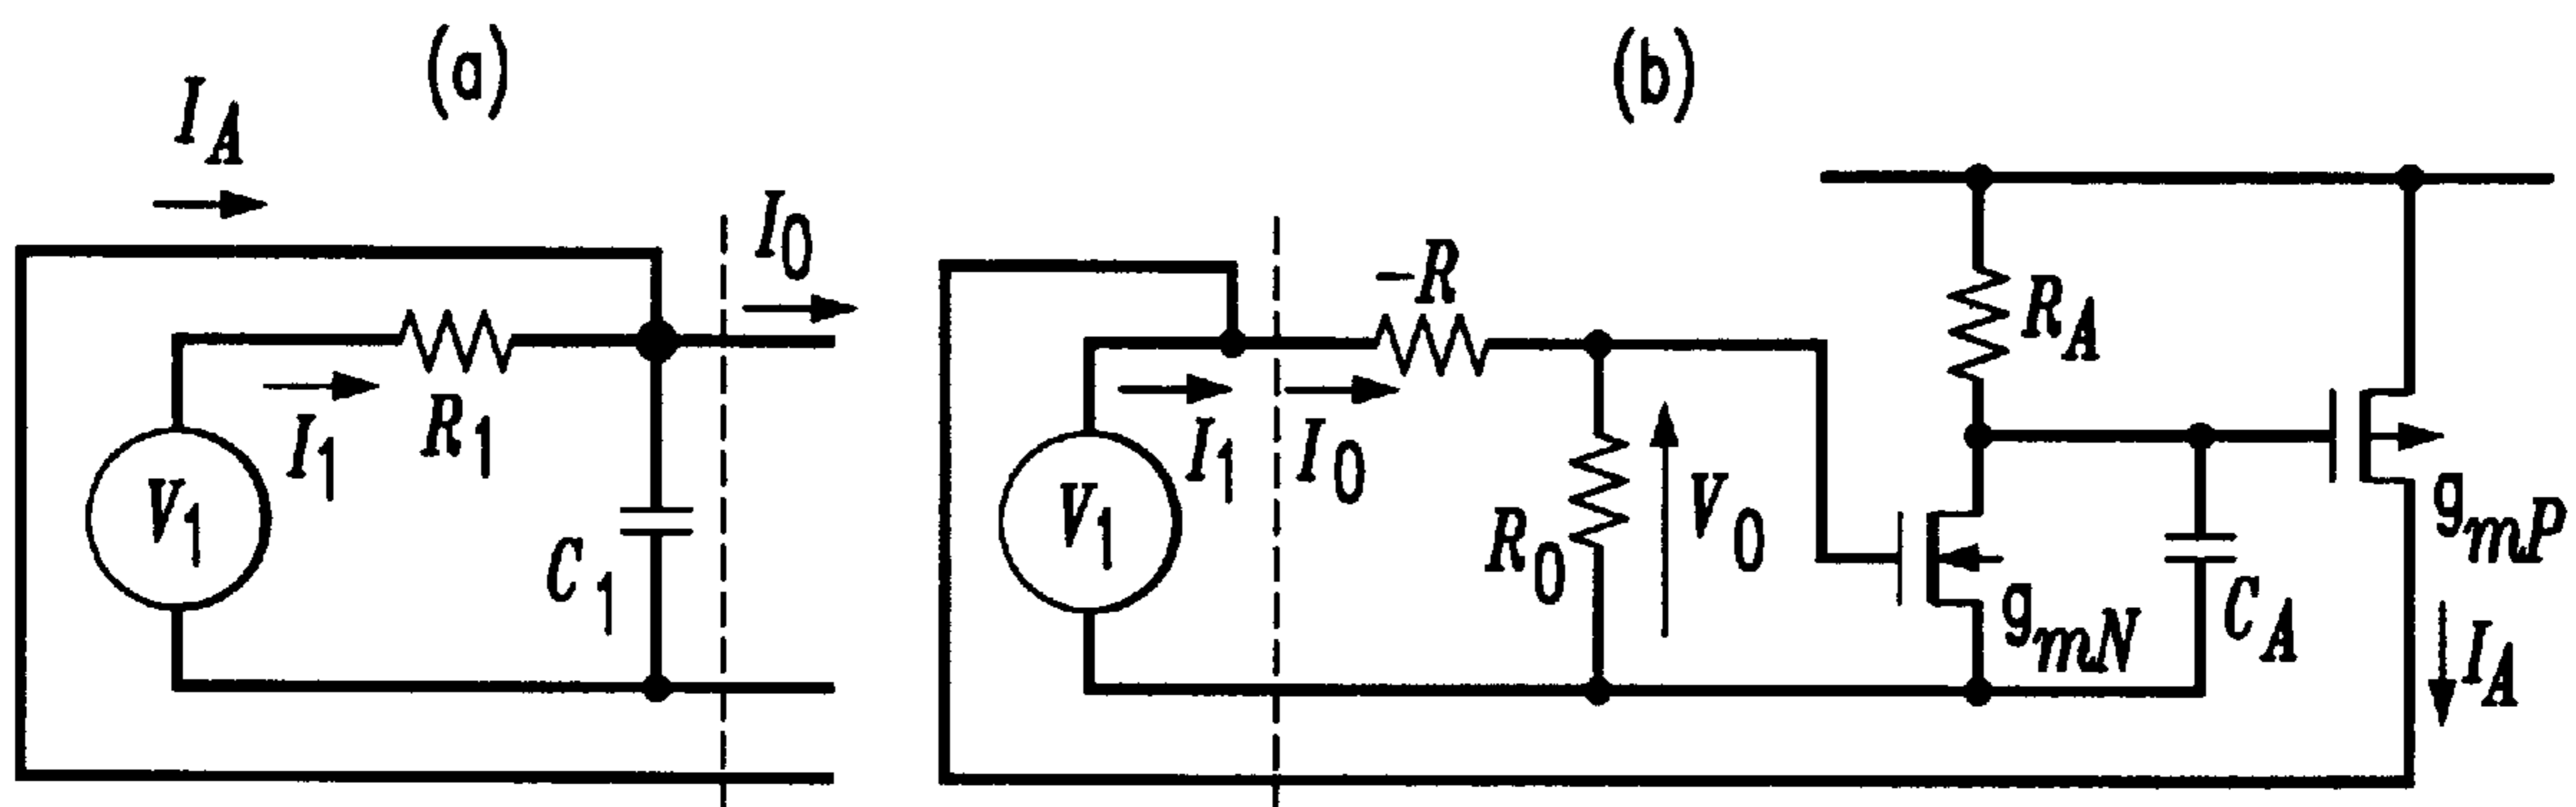 (a)
I_A
I_0
I_1
R_1
V_1
C_1
(b)
-R
I_1
I_0
V_1
R_0
V_0
R_A
g_mN
C_A
g_mP
I_A